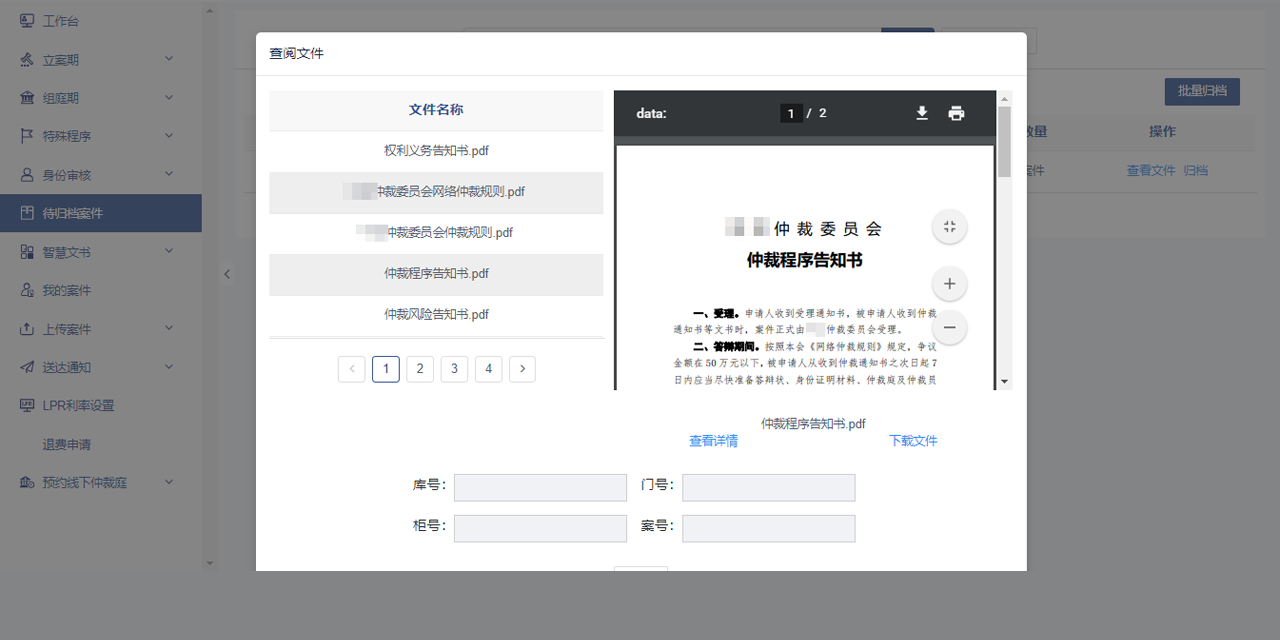 工作台
立案期
组庭期
特殊程序
身份审核
待归档案件
智慧文书
我的案件
上传案件
送达通知
LPR利率设置
退费申请
预约线下仲裁庭
批量归档
数量 操作
案件 查看文件 归档
查阅文件
文件名称
权利义务告知书.pdf
仲裁委员会网络仲裁规则.pdf
仲裁委员会仲裁规则.pdf
仲裁程序告知书.pdf
仲裁风险告知书.pdf
1 2 3 4
data: 1 / 2
仲裁委员会
仲裁程序告知书
一、受理。申请人收到受理通知书，被申请人收到仲裁
通知书等文书时，案件正式由 仲裁委员会受理。
二、答辩期间。按照本会《网络仲裁规则》规定，争议
金额在 50 万元以下，被申请人从收到仲裁通知书之次日起 7
日内应当尽快准备答辩状、身份证明材料、仲裁庭及仲裁员
仲裁程序告知书.pdf
查看详情 下载文件
库号： 门号：
柜号： 案号：